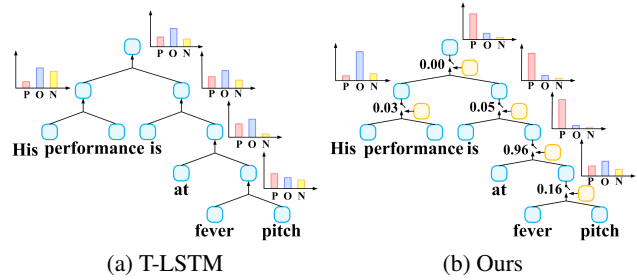 P O N
P O N
P O N
P O N
P O N
His performance is
at
fever pitch
(a) T-LSTM
P O N
P O N
P O N
P O N
P O N
0.00
0.03
0.05
0.96
0.16
His performance is
at
fever pitch
(b) Ours